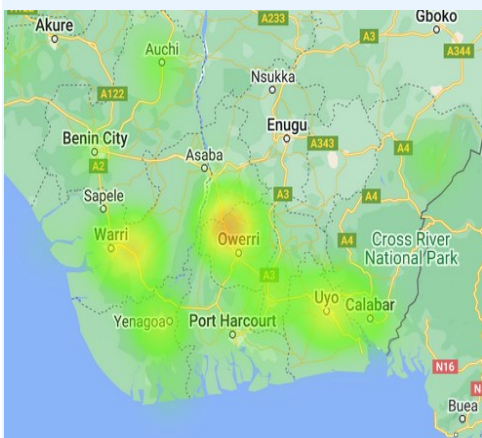 A233
Gboko
Akure
A3
A344
Auchi
Nsukka
A122
Enugu
Benin City
A343
A4
A2
Asaba
Sapele
A3
A4
Warri
Owerri
A4
Cross River
National Park
A3
Uyo
Calabar
Yenagoa
Port Harcourt
N16
N
Buea